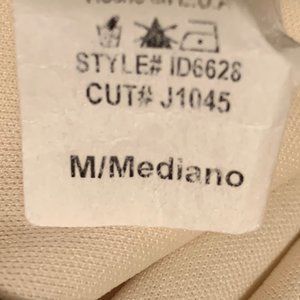 STYLE# ID6628
CUT# J1045
M/Mediano